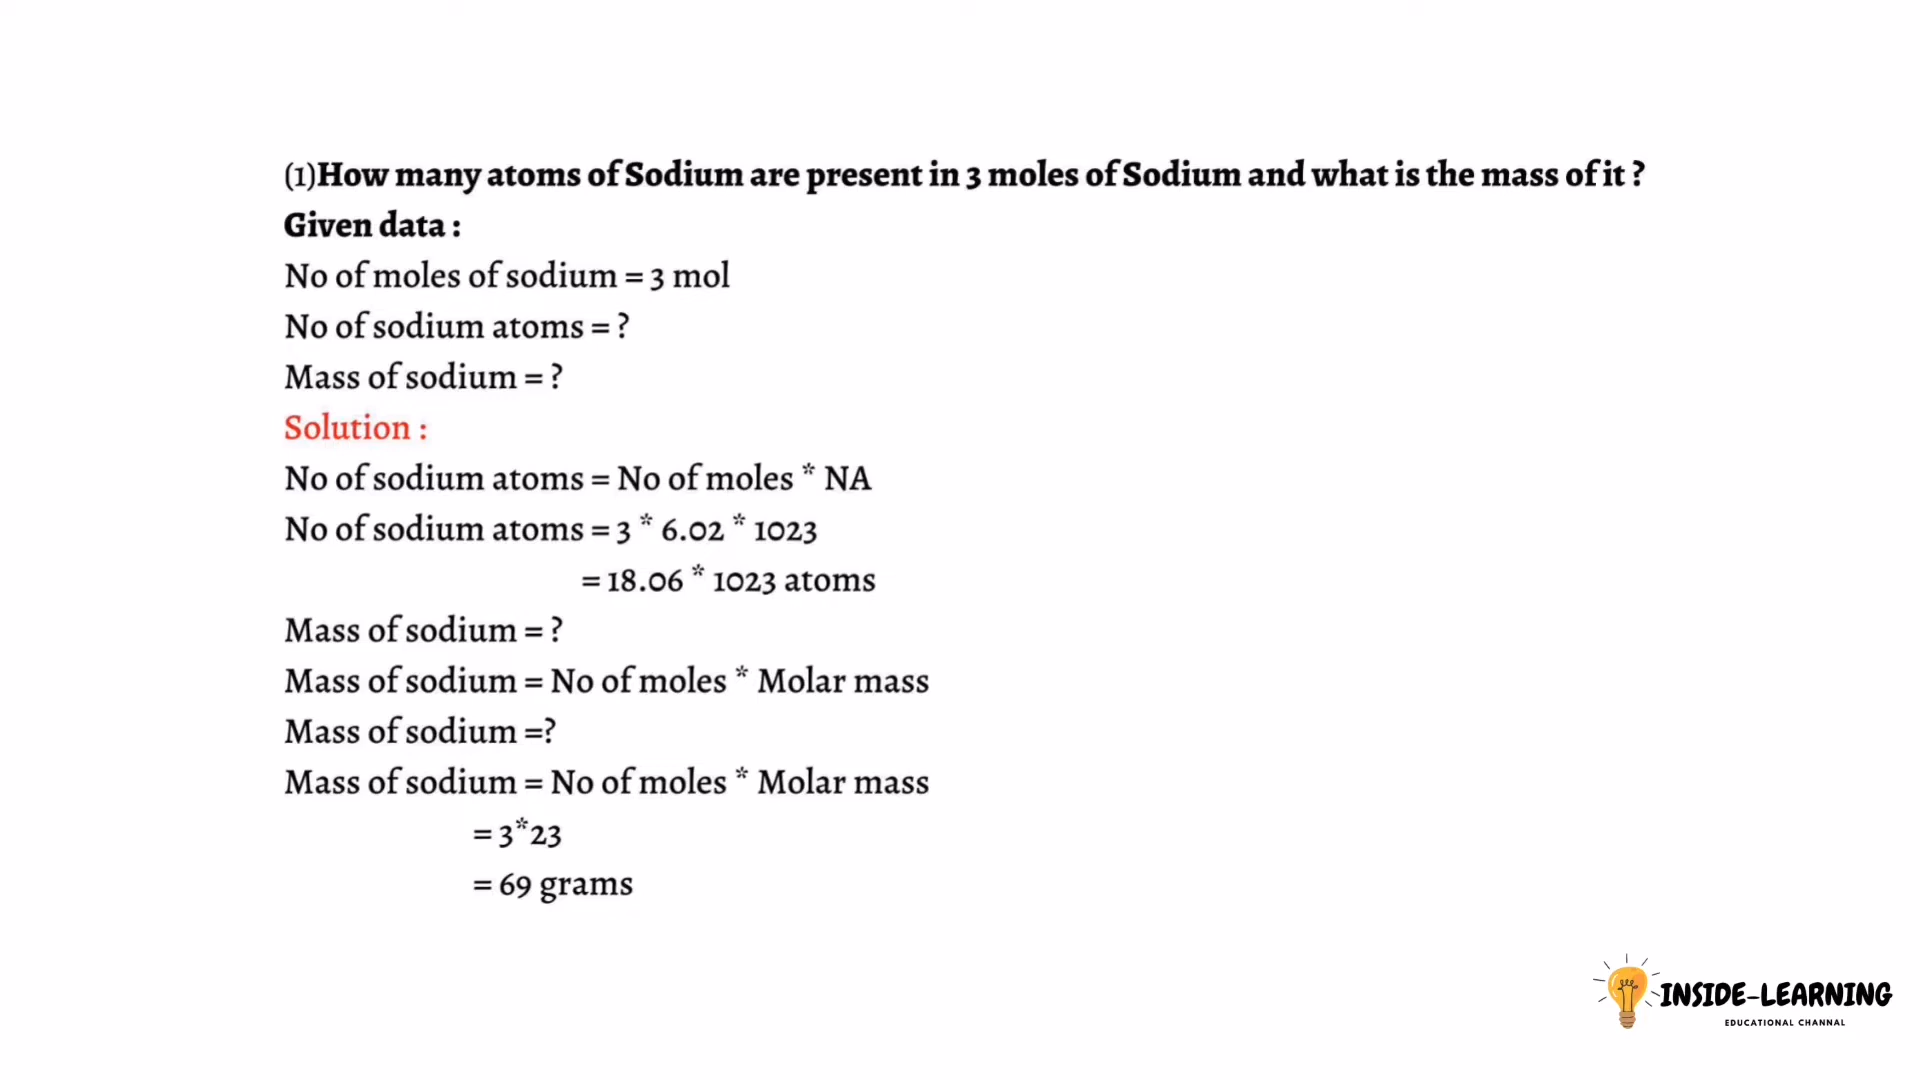 (1)How many atoms of Sodium are present in 3 moles of Sodium and what is the mass of it ?
Given data :
No of moles of sodium = 3 mol
No of sodium atoms = ?
Mass of sodium = ?
Solution :
No of sodium atoms = No of moles * NA
No of sodium atoms = 3 * 6.02 * 1023
= 18.06 * 1023 atoms
Mass of sodium = ?
Mass of sodium = No of moles * Molar mass
Mass of sodium =?
Mass of sodium = No of moles * Molar mass
= 3*23
= 69 grams
INSIDE-LEARNING
EDUCATIONAL CHANNAL